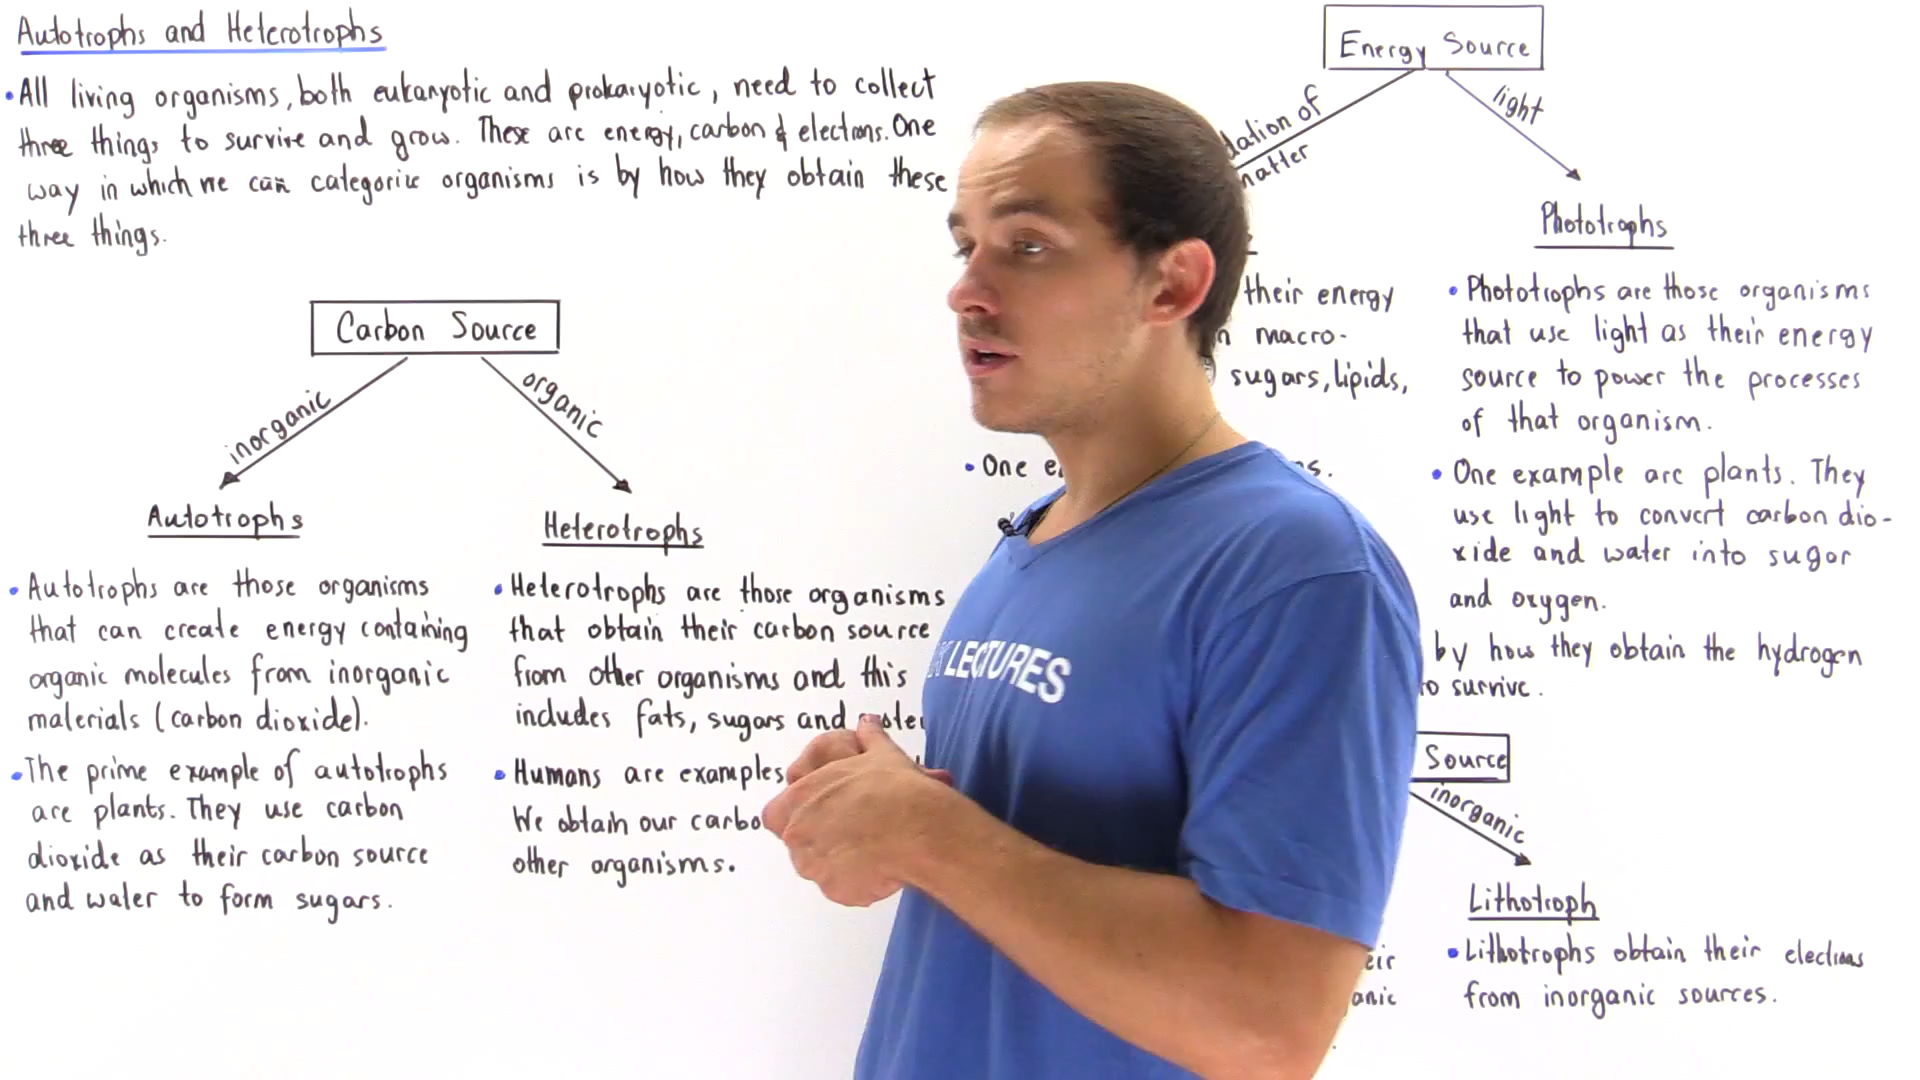 Autotrophs and Heterotrophs
• All living organisms, both eukaryotic and prokaryotic, need to collect
three things to survive and grow. These are energy, carbon & electrons. One
way in which we can categorize organisms is by how they obtain these
three things.
Carbon Source
inorganic
organic
Autotrophs
• Autotrophs are those organisms
that can create energy containing
organic molecules from inorganic
materials (carbon dioxide).
• The prime example of autotrophs
are plants. They use carbon
dioxide as their carbon source
and water to form sugars.
Heterotrophs
• Heterotrophs are those organisms
that obtain their carbon source
from other organisms and this
includes fats, sugars and
• Humans are examples
We obtain our
other organisms.
Energy Source
of
matter
light
their energy
macro-
sugars, lipids,
• One
Phototrophs
• Phototrophs are those organisms
that use light as their energy
source to power the processes
of that organism.
• One example are plants. They
use light to convert carbon dio-
xide and water into sugar
and oxygen.
by how they obtain the hydrogen
to survive.
Source
inorganic
Lithotroph
• Lithotrophs obtain their electrons
from inorganic sources.
LECTURES